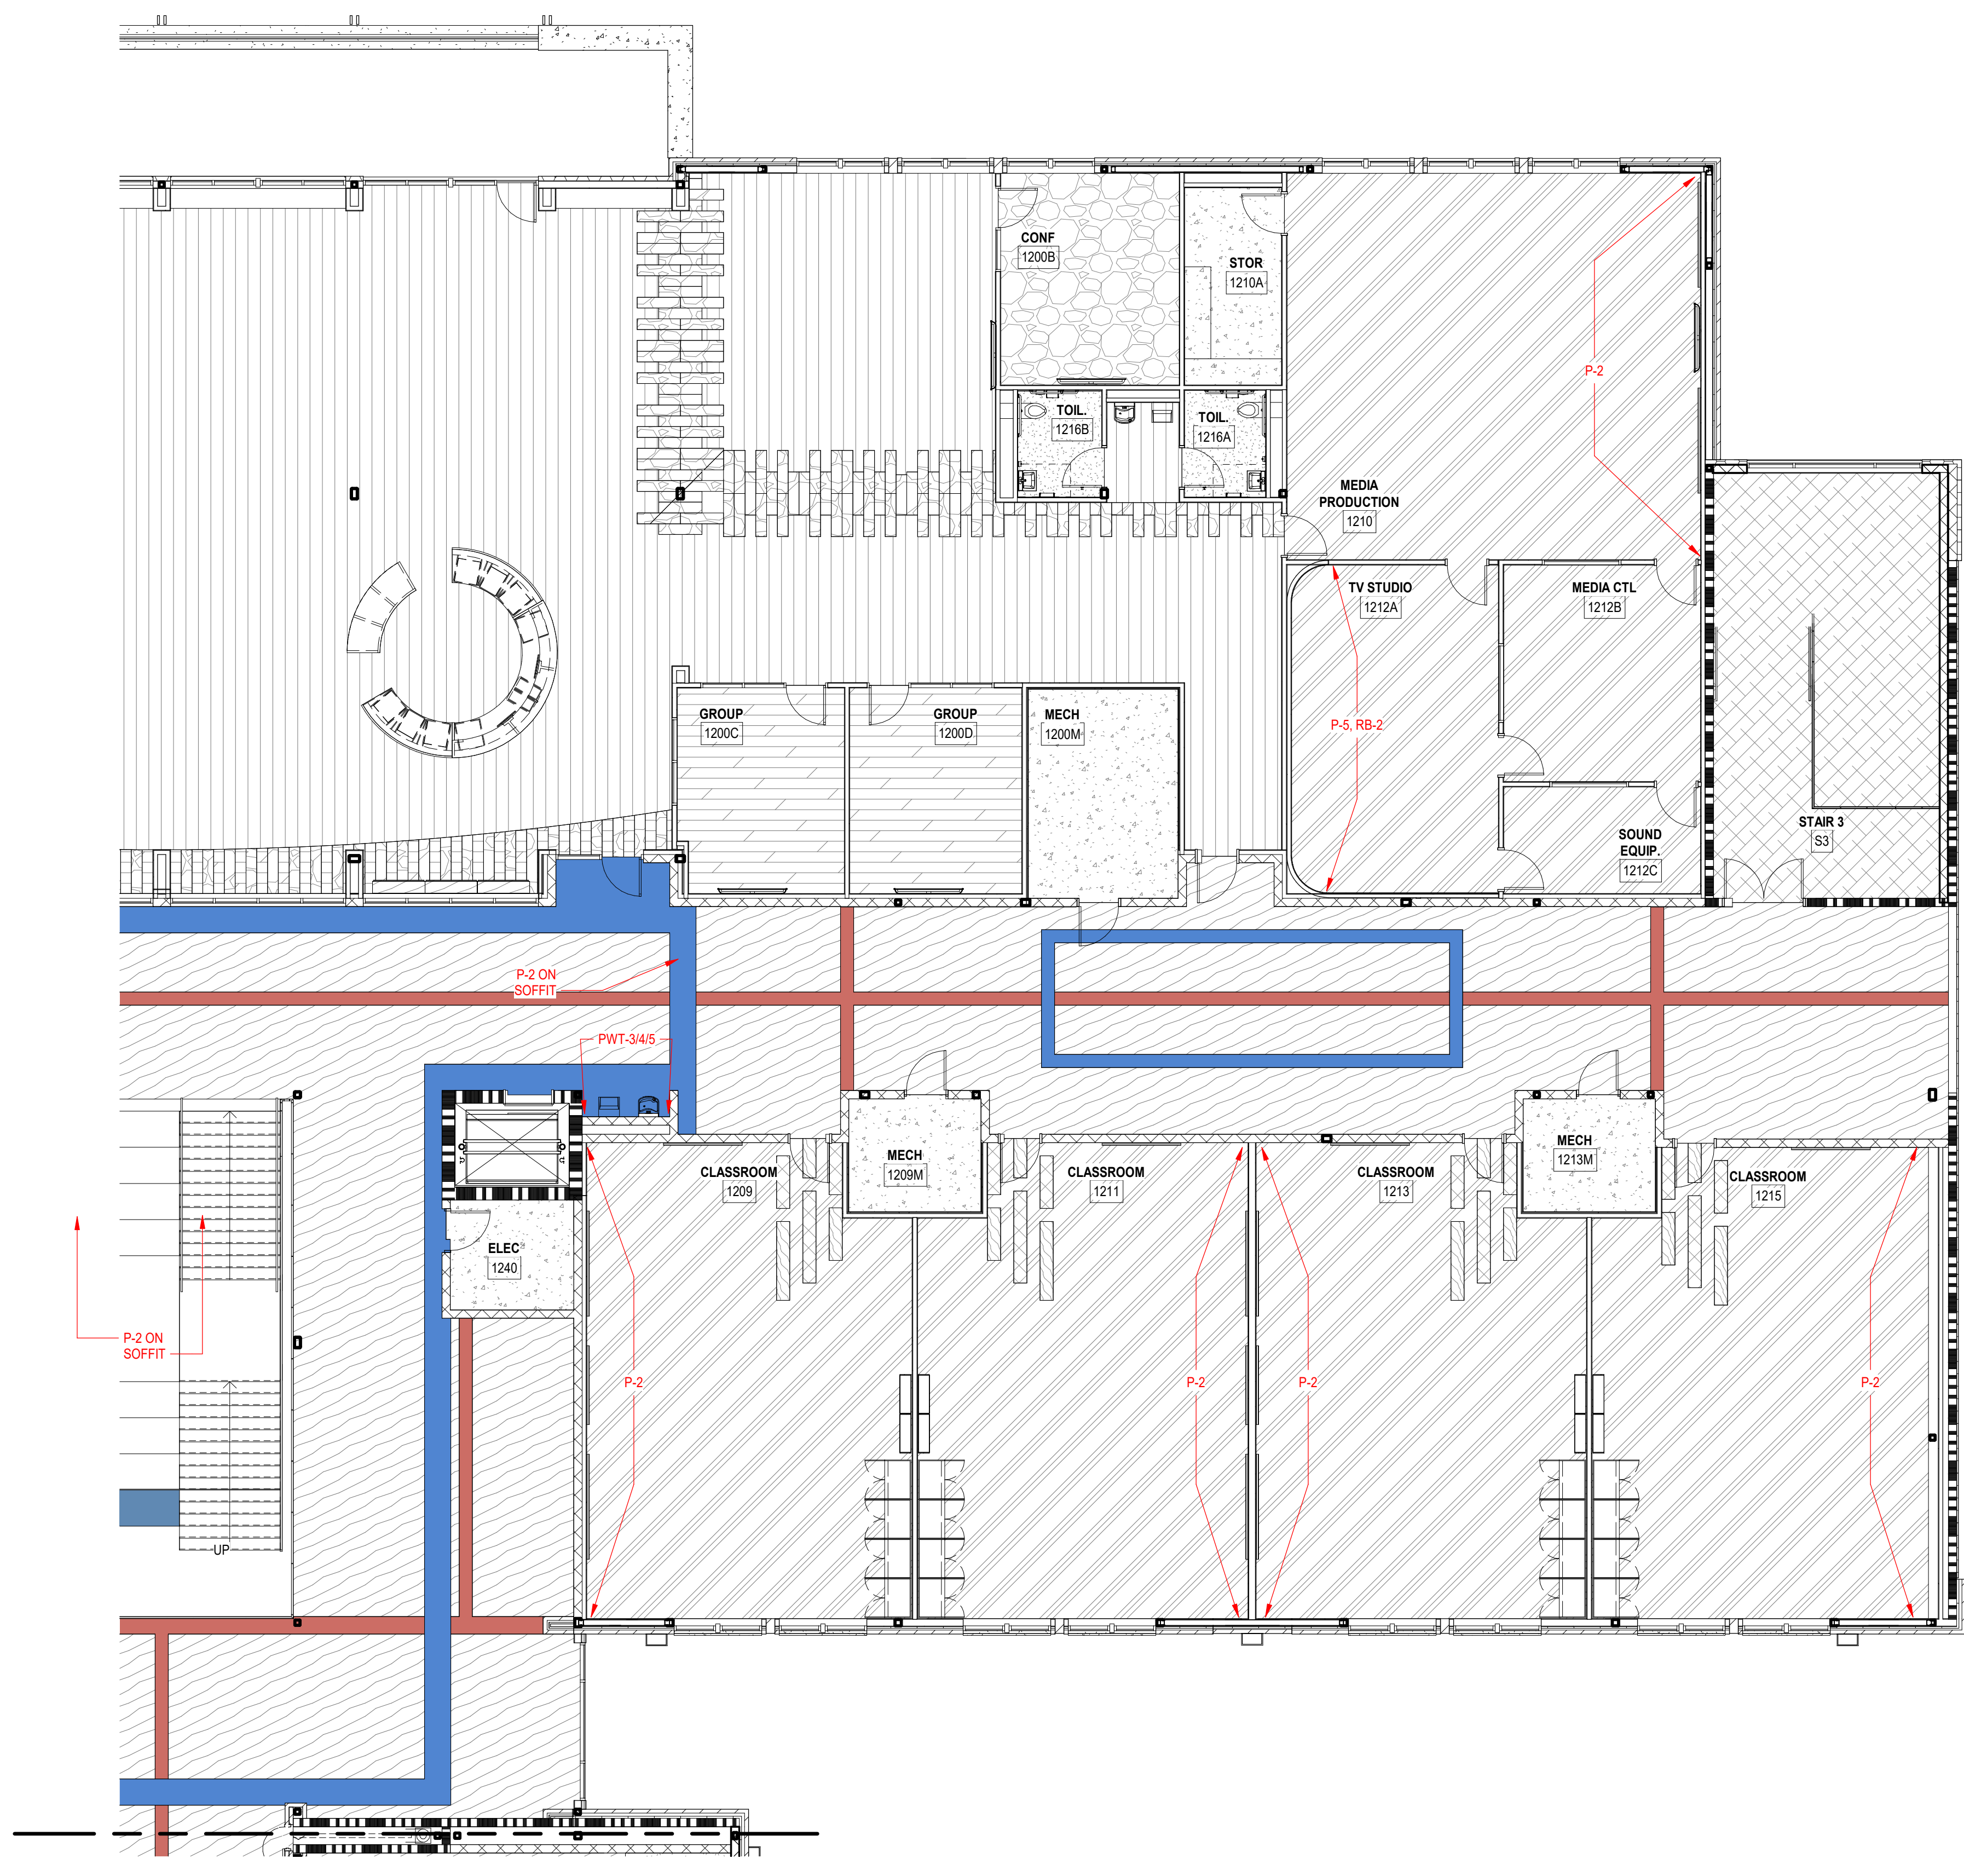 CONF
1200B
STOR
1210A
TOIL.
1216B
TOIL.
1216A
P-2
MEDIA
PRODUCTION
1210
TV STUDIO
1212A
MEDIA CTL
1212B
GROUP
1200C
GROUP
1200D
MECH
1200M
P-5, RB-2
STAIR 3
S3
SOUND
EQUIP.
1212C
P-2 ON
SOFFIT
PWT-3/4/5
CLASSROOM
1209
MECH
1209M
CLASSROOM
1211
CLASSROOM
1213
MECH
1213M
CLASSROOM
1215
ELEC
1240
P-2 ON
SOFFIT
P-2
P-2
P-2
P-2
UP